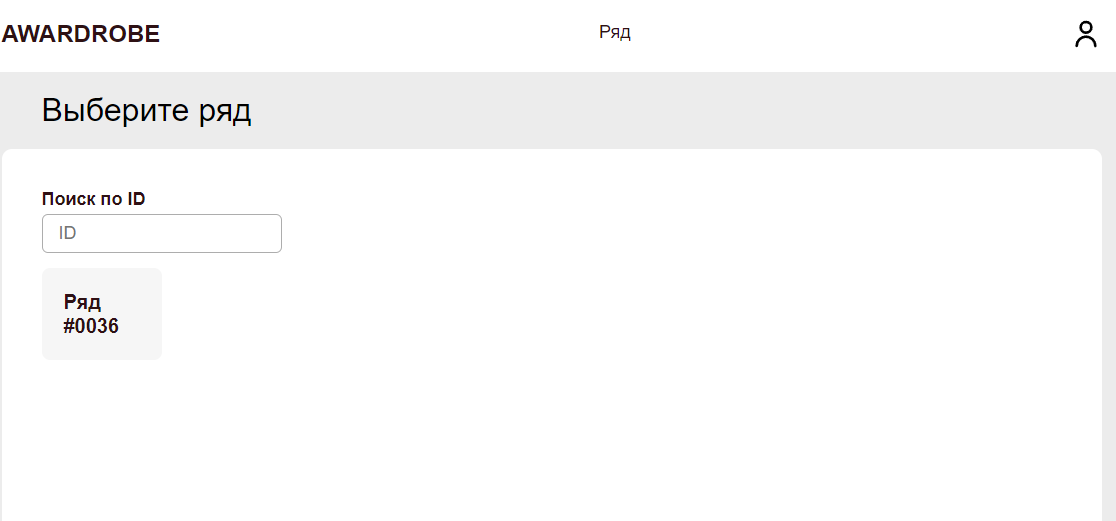 AWARDROBE
Ряд
Выберите ряд
Поиск по ID
ID
Ряд
#0036